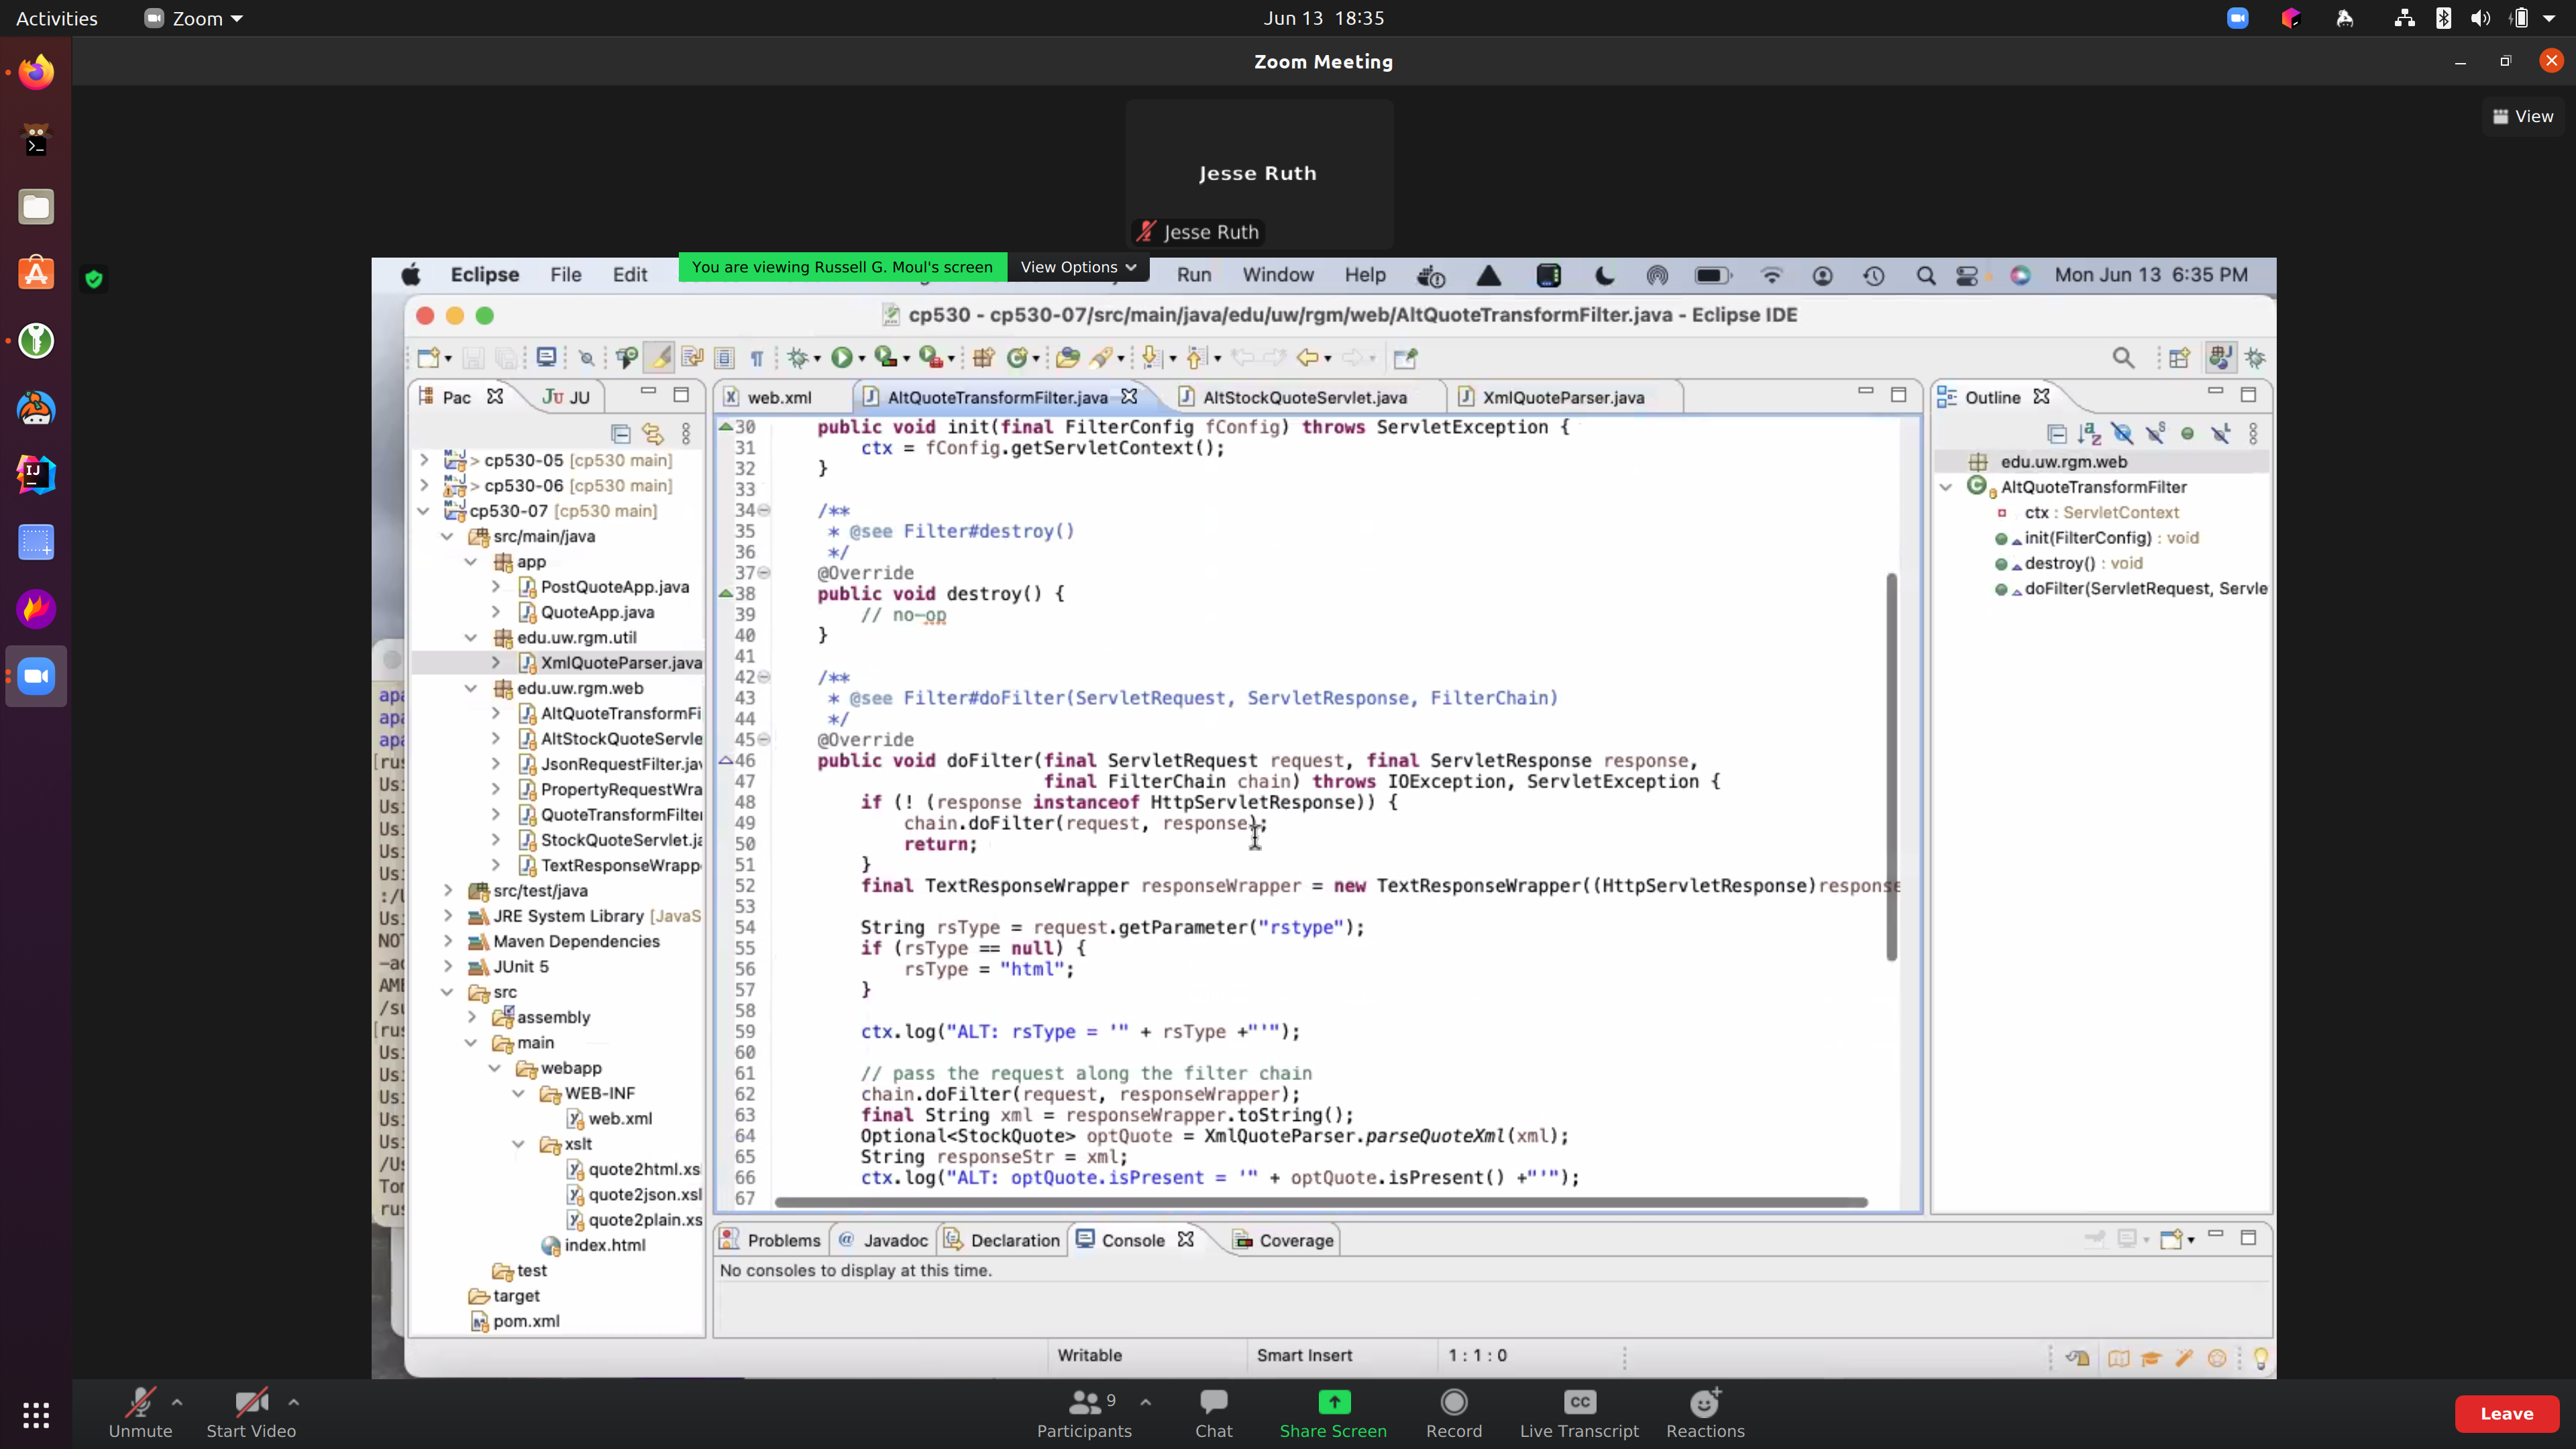 Activities
Zoom
Jun 13 18:35
Zoom Meeting
View
Jesse Ruth
Jesse Ruth
You are viewing Russell G. Moul's screen
View Options
Eclipse File Edit Run Window Help
Mon Jun 13 6:35 PM
cp530 - cp530-07/src/main/java/edu/uw/rgm/web/AltQuoteTransformFilter.java - Eclipse IDE
Pac
JU
> cp530-05 [cp530 main]
> cp530-06 [cp530 main]
cp530-07 [cp530 main]
src/main/java
app
PostQuoteApp.java
QuoteApp.java
edu.uw.rgm.util
XmlQuoteParser.java
edu.uw.rgm.web
AltQuoteTransformFi
AltStockQuoteServle
JsonRequestFilter.jav
PropertyRequestWra
QuoteTransformFilter
StockQuoteServlet.ja
TextResponseWrapp
src/test/java
JRE System Library [JavaS
Maven Dependencies
JUnit 5
src
assembly
main
webapp
WEB-INF
web.xml
xslt
quote2html.xs
quote2json.xsl
quote2plain.xs
index.html
test
target
pom.xml
web.xml
AltQuoteTransformFilter.java
AltStockQuoteServlet.java
XmlQuoteParser.java
30 public void init(final FilterConfig fConfig) throws ServletException {
31 ctx = fConfig.getServletContext();
32 }
33
34 /**
35 * @see Filter#destroy()
36 */
37 @Override
38 public void destroy() {
39 // no-op
40 }
41
42 /**
43 * @see Filter#doFilter(ServletRequest, ServletResponse, FilterChain)
44 */
45 @Override
46 public void doFilter(final ServletRequest request, final ServletResponse response,
47 final FilterChain chain) throws IOException, ServletException {
48 if (! (response instanceof HttpServletResponse)) {
49 chain.doFilter(request, response);
50 return;
51 }
52 final TextResponseWrapper responseWrapper = new TextResponseWrapper((HttpServletResponse)response
53
54 String rsType = request.getParameter("rstype");
55 if (rsType == null) {
56 rsType = "html";
57 }
58
59 ctx.log("ALT: rsType = '" + rsType +"'");
60
61 // pass the request along the filter chain
62 chain.doFilter(request, responseWrapper);
63 final String xml = responseWrapper.toString();
64 Optional<StockQuote> optQuote = XmlQuoteParser.parseQuoteXml(xml);
65 String responseStr = xml;
66 ctx.log("ALT: optQuote.isPresent = '" + optQuote.isPresent() +"'");
67
Outline
edu.uw.rgm.web
AltQuoteTransformFilter
ctx : ServletContext
init(FilterConfig) : void
destroy() : void
doFilter(ServletRequest, Servle
Problems
Javadoc
Declaration
Console
Coverage
No consoles to display at this time.
Writable
Smart Insert
1 : 1 : 0
Unmute
Start Video
9
Participants
Chat
Share Screen
Record
CC
Live Transcript
Reactions
Leave